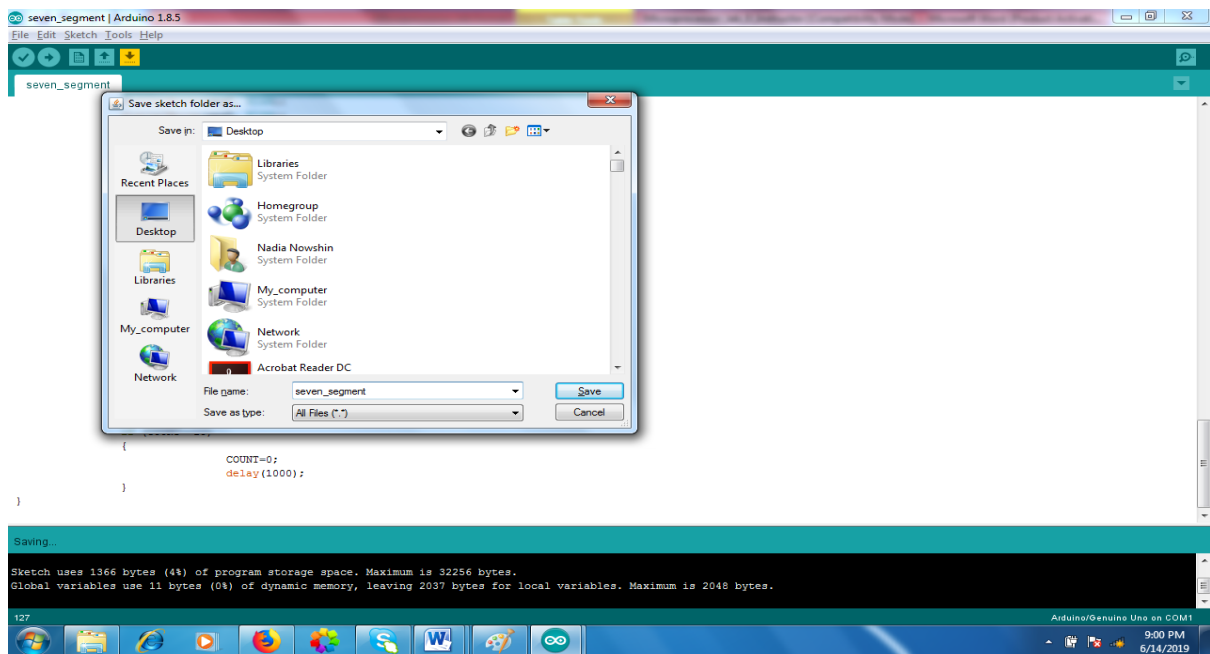 seven_segment | Arduino 1.8.5
File Edit Sketch Tools Help
seven_segment
Save sketch folder as...
Save in: Desktop
Recent Places
Desktop
Libraries
My_computer
Network
Libraries
System Folder
Homegroup
System Folder
Nadia Nowshin
System Folder
My_computer
System Folder
Network
System Folder
Acrobat Reader DC
File name: seven_segment Save
Save as type: All Files (*.*) Cancel
{
COUNT=0;
delay(1000);
}
}
Saving...
Sketch uses 1366 bytes (4%) of program storage space. Maximum is 32256 bytes.
Global variables use 11 bytes (0%) of dynamic memory, leaving 2037 bytes for local variables. Maximum is 2048 bytes.
127 Arduino/Genuino Uno on COM1
9:00 PM
6/14/2019